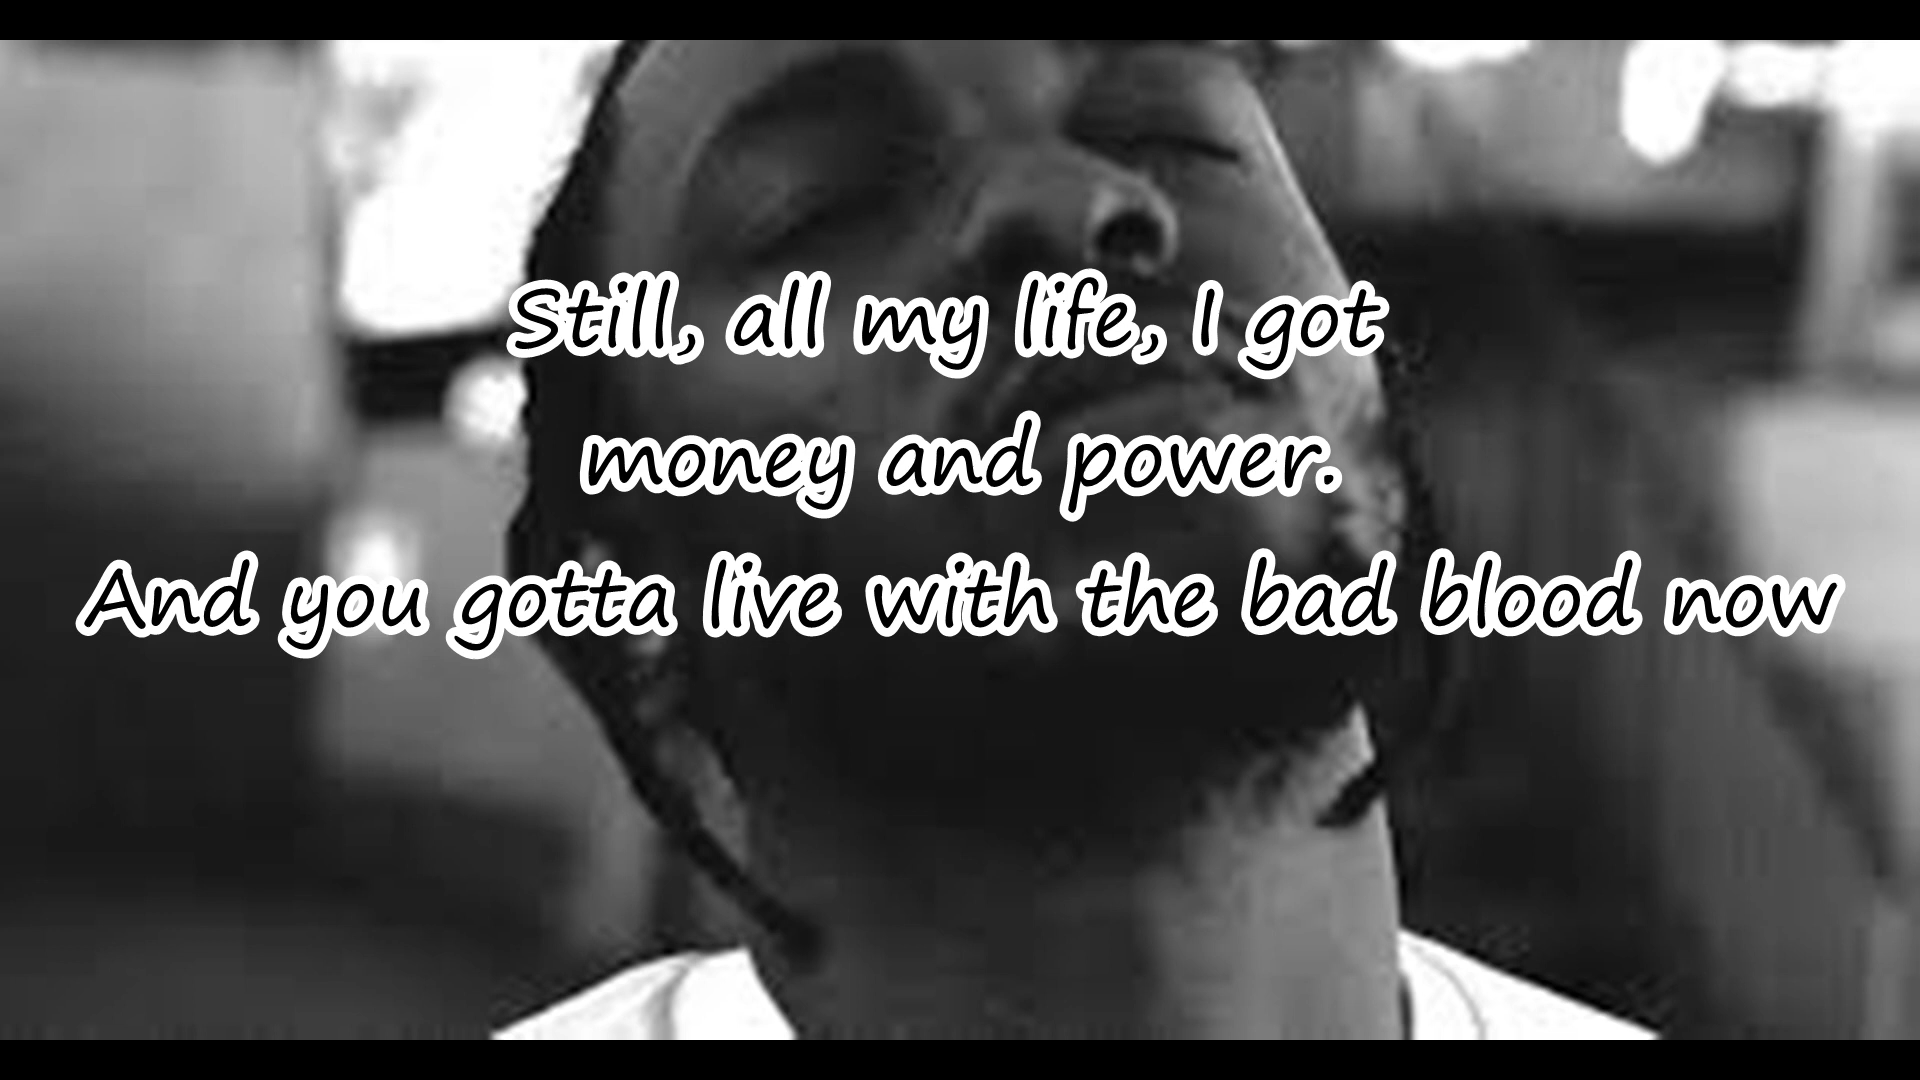 Still, all my life, I got
money and power.
And you gotta live with the bad blood now